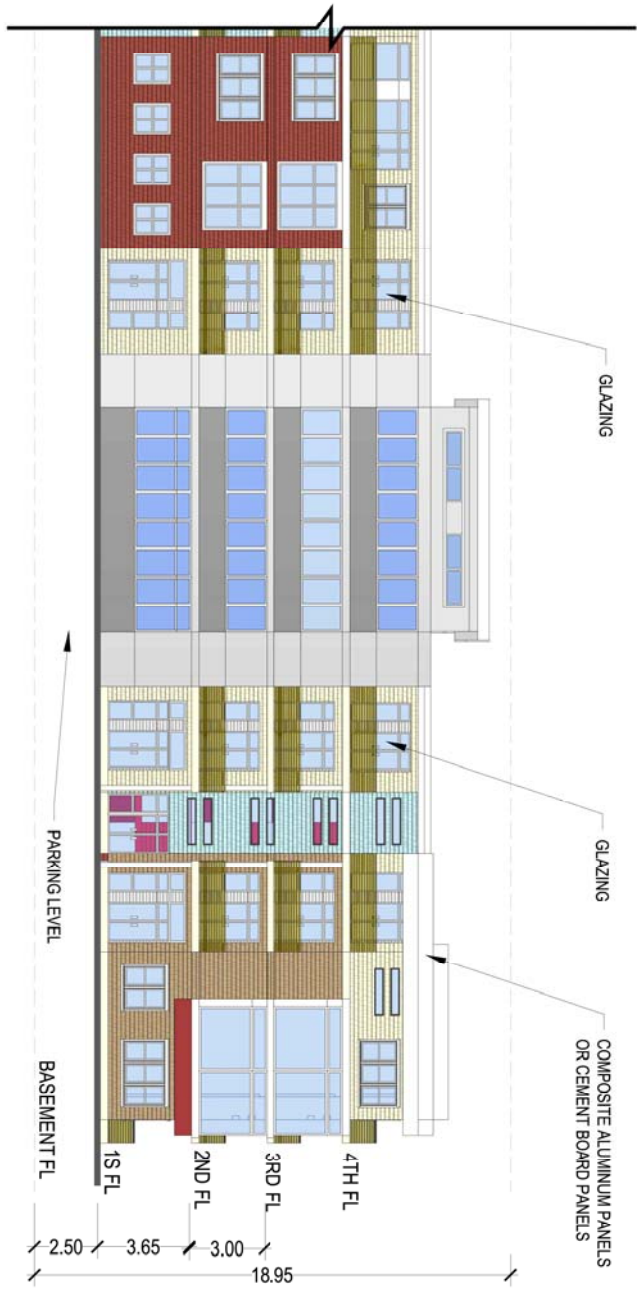 GLAZING
GLAZING
COMPOSITE ALUMINUM PANELS
OR CEMENT BOARD PANELS
4TH FL
3RD FL
2ND FL
1S FL
BASEMENT FL
PARKING LEVEL
18.95
3.00
3.65
2.50